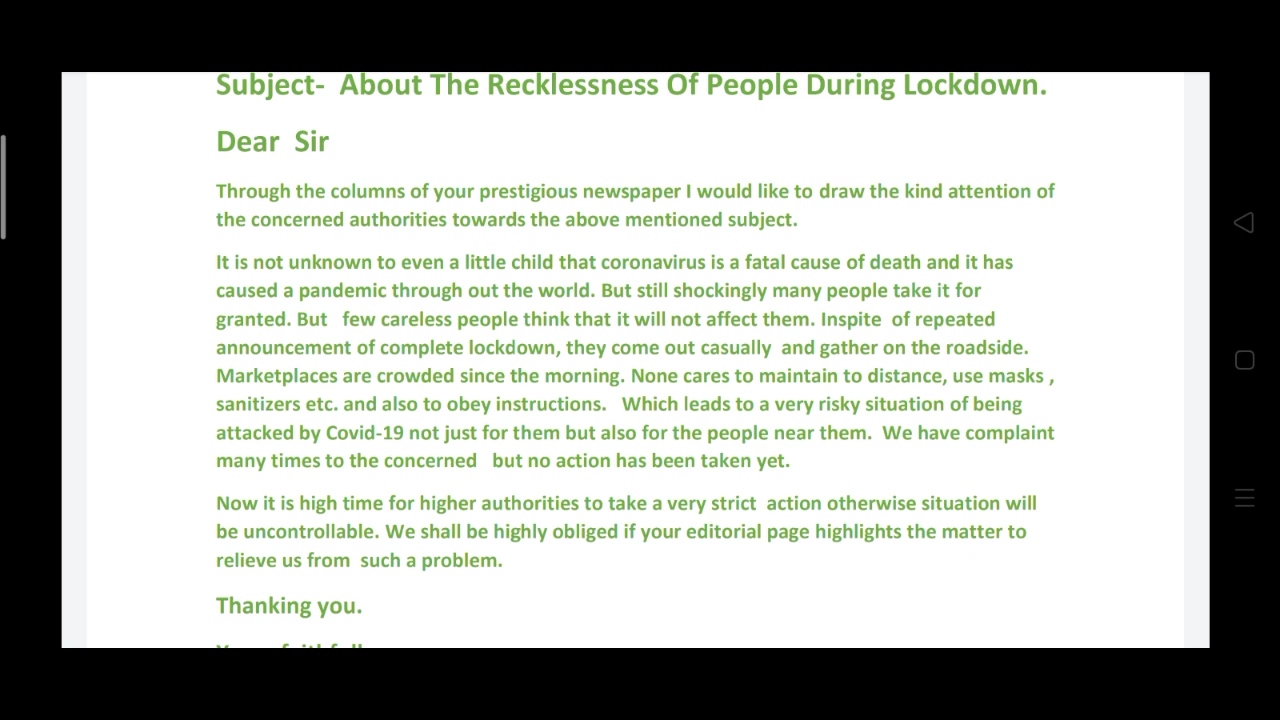 Subject- About The Recklessness Of People During Lockdown.
Dear Sir
Through the columns of your prestigious newspaper I would like to draw the kind attention of
the concerned authorities towards the above mentioned subject.
It is not unknown to even a little child that coronavirus is a fatal cause of death and it has
caused a pandemic through out the world. But still shockingly many people take it for
granted. But few careless people think that it will not affect them. Inspite of repeated
announcement of complete lockdown, they come out casually and gather on the roadside.
Marketplaces are crowded since the morning. None cares to maintain to distance, use masks ,
sanitizers etc. and also to obey instructions. Which leads to a very risky situation of being
attacked by Covid-19 not just for them but also for the people near them. We have complaint
many times to the concerned but no action has been taken yet.
Now it is high time for higher authorities to take a very strict action otherwise situation will
be uncontrollable. We shall be highly obliged if your editorial page highlights the matter to
relieve us from such a problem.
Thanking you.